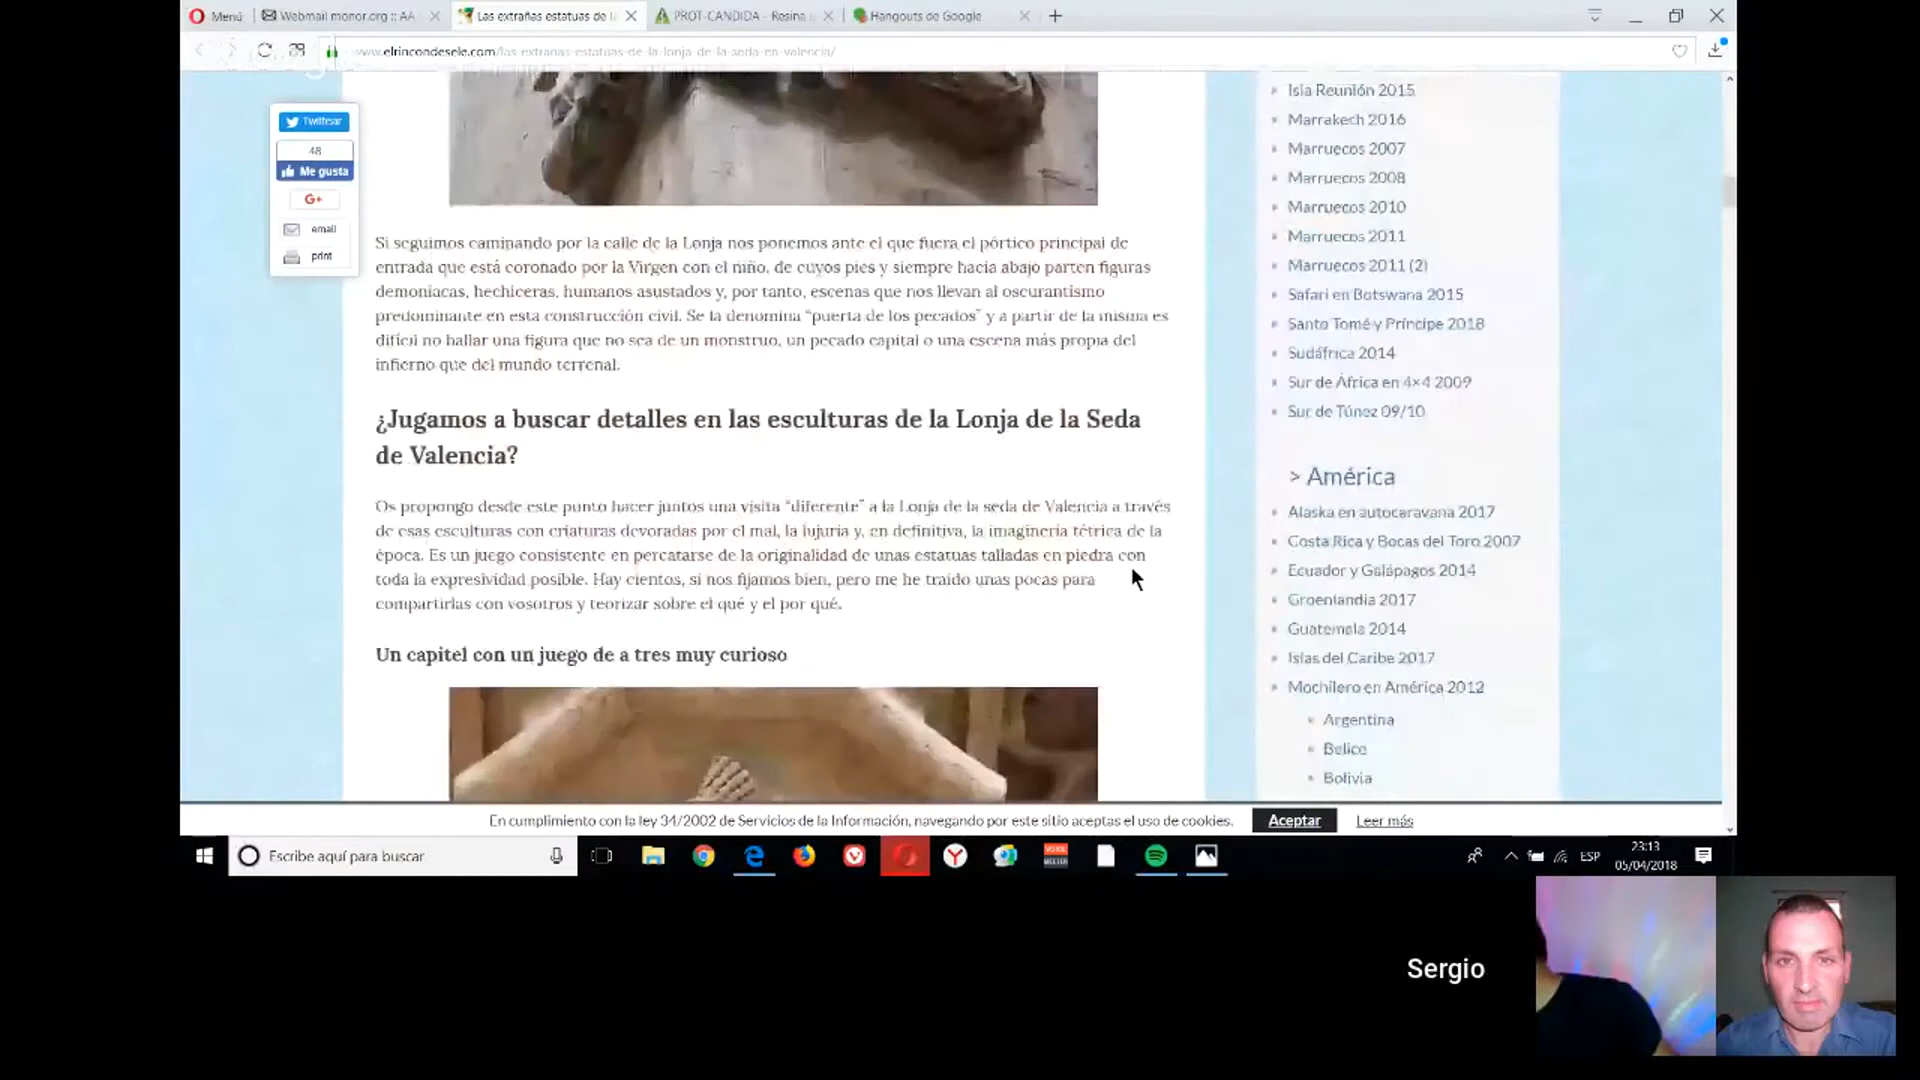 Menú
Webmail monor.org :: AA
Las extrañas estatuas de l
PROT-CANDIDA - Resina
Hangouts de Google
www.elrincondesele.com/las-extranas-estatuas-de-la-lonja-de-la-seda-en-valencia/
Twittear
48
Me gusta
G+
email
print
Si seguimos caminando por la calle de la Lonja nos ponemos ante el que fuera el pórtico principal de
entrada que está coronado por la Virgen con el niño, de cuyos pies y siempre hacia abajo parten figuras
demoniacas, hechiceras, humanos asustados y, por tanto, escenas que nos llevan al oscurantismo
predominante en esta construcción civil. Se la denomina “puerta de los pecados” y a partir de la misma es
difícil no hallar una figura que no sea de un monstruo, un pecado capital o una escena más propia del
infierno que del mundo terrenal.
¿Jugamos a buscar detalles en las esculturas de la Lonja de la Seda
de Valencia?
Os propongo desde este punto hacer juntos una visita “diferente” a la Lonja de la seda de Valencia a través
de esas esculturas con criaturas devoradas por el mal, la lujuria y, en definitiva, la imaginería tétrica de la
época. Es un juego consistente en percatarse de la originalidad de unas estatuas talladas en piedra con
toda la expresividad posible. Hay cientos, si nos fijamos bien, pero me he traído unas pocas para
compartirlas con vosotros y teorizar sobre el qué y el por qué.
Un capitel con un juego de a tres muy curioso
Isla Reunión 2015
Marrakech 2016
Marruecos 2007
Marruecos 2008
Marruecos 2010
Marruecos 2011
Marruecos 2011 (2)
Safari en Botswana 2015
Santo Tomé y Príncipe 2018
Sudáfrica 2014
Sur de África en 4×4 2009
Sur de Túnez 09/10
> América
Alaska en autocaravana 2017
Costa Rica y Bocas del Toro 2007
Ecuador y Galápagos 2014
Groenlandia 2017
Guatemala 2014
Islas del Caribe 2017
Mochilero en América 2012
Argentina
Belice
Bolivia
En cumplimiento con la ley 34/2002 de Servicios de la Información, navegando por este sitio aceptas el uso de cookies.
Aceptar
Leer más
Escribe aquí para buscar
ESP
23:13
05/04/2018
Sergio